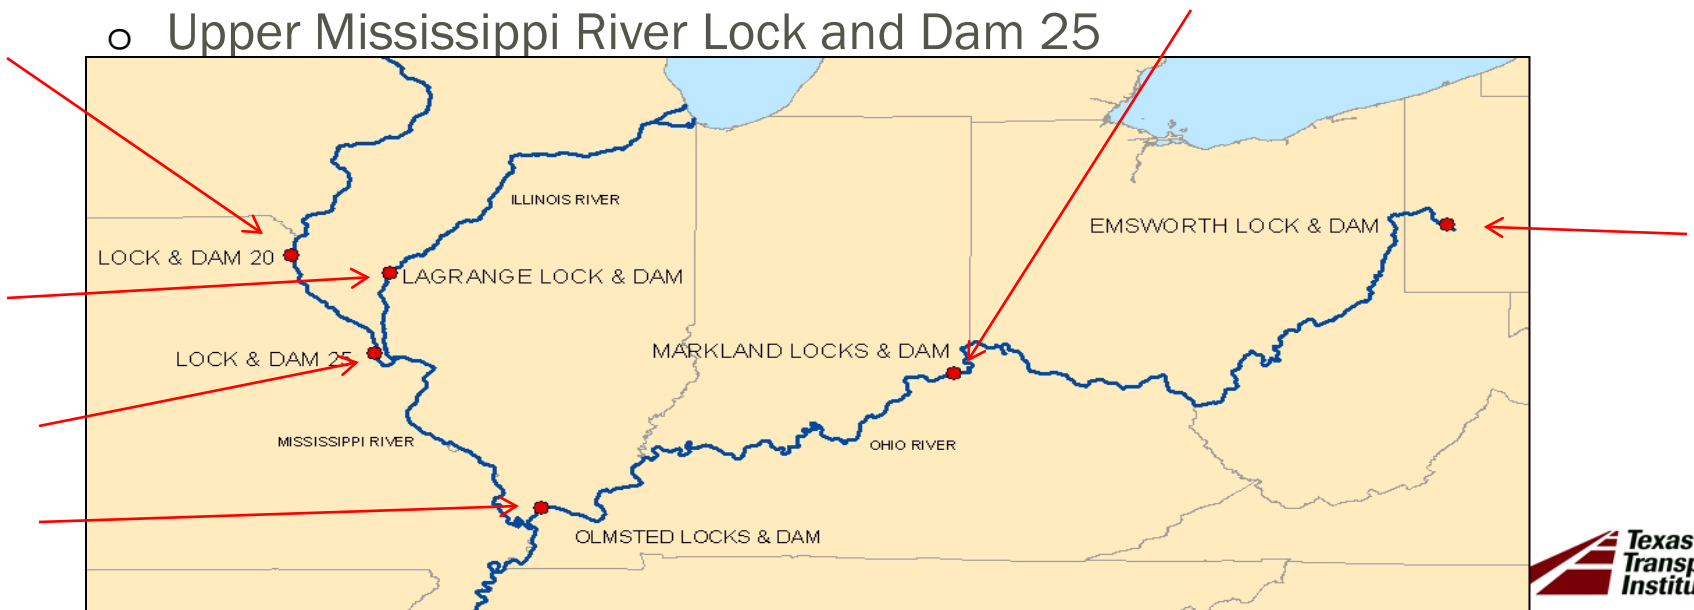 o Upper Mississippi River Lock and Dam 25
ILLINOIS RIVER
EMSWORTH LOCK & DAM
LOCK & DAM 20
LAGRANGE LOCK & DAM
MARKLAND LOCKS & DAM
LOCK & DAM 25
MISSISSIPPI RIVER
OHIO RIVER
OLMSTED LOCKS & DAM
Texas
Transp
Institu